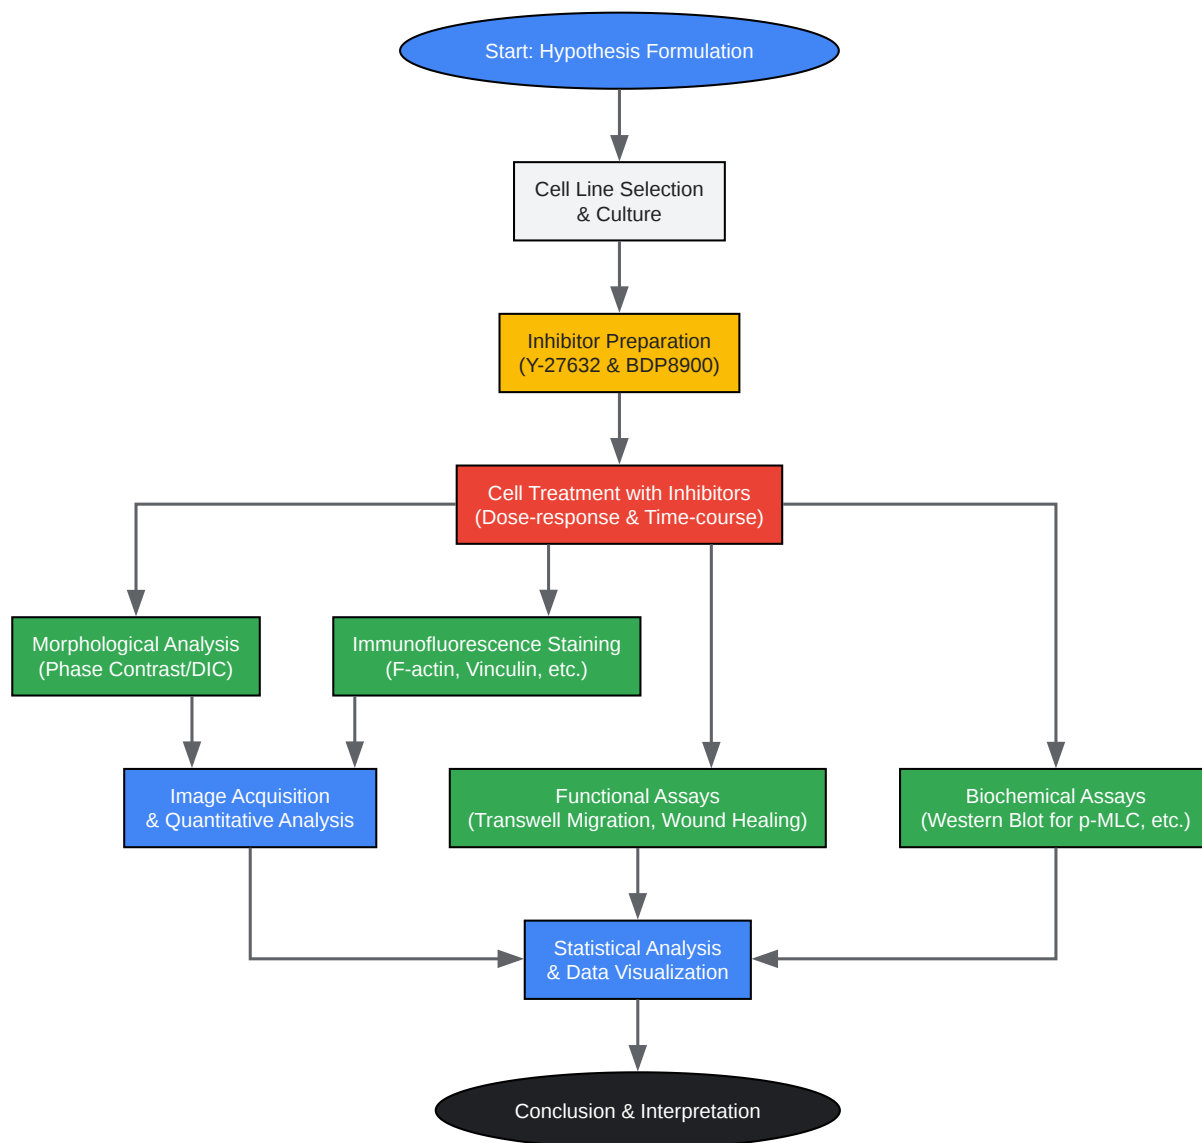 Start: Hypothesis Formulation
Cell Line Selection
& Culture
Inhibitor Preparation
(Y-27632 & BDP8900)
Cell Treatment with Inhibitors
(Dose-response & Time-course)
Morphological Analysis
(Phase Contrast/DIC)
Immunofluorescence Staining
(F-actin, Vinculin, etc.)
Image Acquisition
& Quantitative Analysis
Functional Assays
(Transwell Migration, Wound Healing)
Biochemical Assays
(Western Blot for p-MLC, etc.)
Statistical Analysis
& Data Visualization
Conclusion & Interpretation